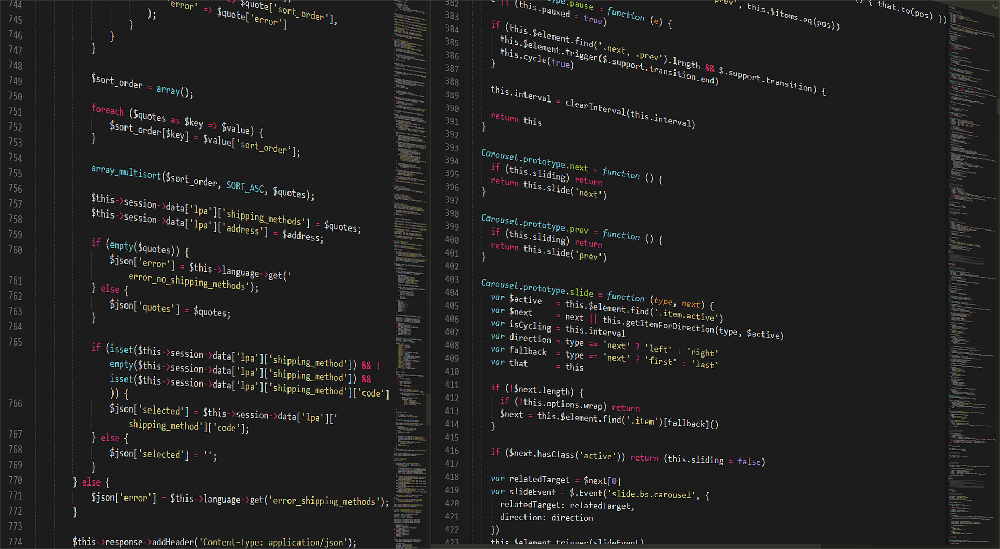 744
745
746
747
748
749
750
751
752
753
754
755
756
757
758
759
760
761
762
763
764
765
766
767
768
769
770
771
772
773
774
=> $quote['sort_order'],
'error' => $quote['error']
);
}
}
}
$sort_order = array();
foreach ($quotes as $key => $value) {
$sort_order[$key] = $value['sort_order'];
}
array_multisort($sort_order, SORT_ASC, $quotes);
$this->session->data['lpa']['shipping_methods'] = $quotes;
$this->session->data['lpa']['address'] = $address;
if (empty($quotes)) {
$json['error'] = $this->language->get('
error_no_shipping_methods');
} else {
$json['quotes'] = $quotes;
}
if (isset($this->session->data['lpa']['shipping_method']) && !
empty($this->session->data['lpa']['shipping_method']) &&
isset($this->session->data['lpa']['shipping_method']['code']
)) {
$json['selected'] = $this->session->data['lpa']['
shipping_method']['code'];
} else {
$json['selected'] = '';
}
} else {
$json['error'] = $this->language->get('error_shipping_methods');
}
$this->response->addHeader('Content-Type: application/json');
382
383
384
385
386
387
388
389
390
391
392
393
394
395
396
397
398
399
400
401
402
403
404
405
406
407
408
409
410
411
412
413
414
415
416
417
418
419
420
421
422
423
{ that.to(pos) })
this.$items.eq(pos))
.pause = function (e) {
|| (this.paused = true)
if (this.$element.find('.next, .prev').length && $.support.transition) {
this.$element.trigger($.support.transition.end)
this.cycle(true)
}
this.interval = clearInterval(this.interval)
return this
}
Carousel.prototype.next = function () {
if (this.sliding) return
return this.slide('next')
}
Carousel.prototype.prev = function () {
if (this.sliding) return
return this.slide('prev')
}
Carousel.prototype.slide = function (type, next) {
var $active = this.$element.find('.item.active')
var $next = next || this.getItemForDirection(type, $active)
var isCycling = this.interval
var direction = type == 'next' ? 'left' : 'right'
var fallback = type == 'next' ? 'first' : 'last'
var that = this
if (!$next.length) {
if (!this.options.wrap) return
$next = this.$element.find('.item')[fallback]()
}
if ($next.hasClass('active')) return (this.sliding = false)
var relatedTarget = $next[0]
var slideEvent = $.Event('slide.bs.carousel', {
relatedTarget: relatedTarget,
direction: direction
})
this.$element.trigger(slideEvent)